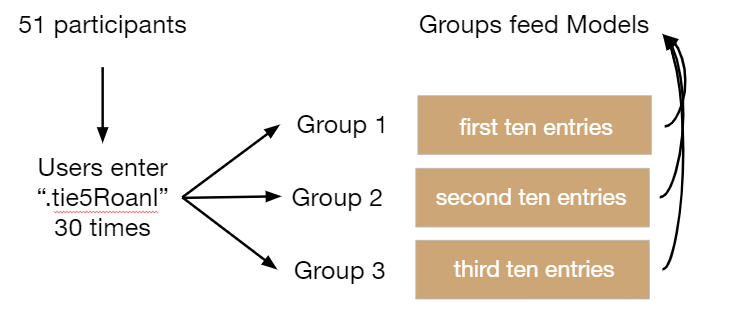 51 participants
Groups feed Models
Users enter
“.tie5Roanl”
30 times
Group 1
first ten entries
Group 2
second ten entries
Group 3
third ten entries